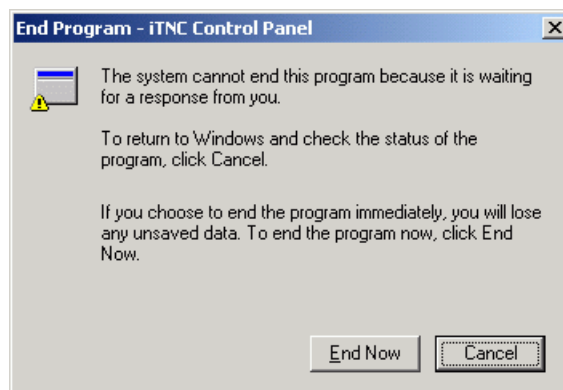 End Program - iTNC Control Panel
The system cannot end this program because it is waiting
for a response from you.
To return to Windows and check the status of the
program, click Cancel.
If you choose to end the program immediately, you will lose
any unsaved data. To end the program now, click End
Now.
End Now
Cancel